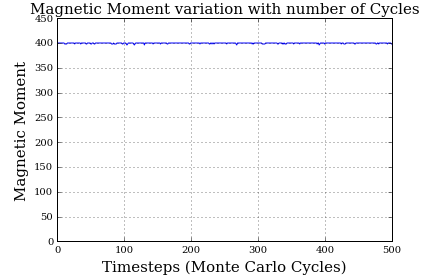 Magnetic Moment variation with number of Cycles
450
400
350
300
250
200
150
100
50
0
Magnetic Moment
0 100 200 300 400 500
Timesteps (Monte Carlo Cycles)